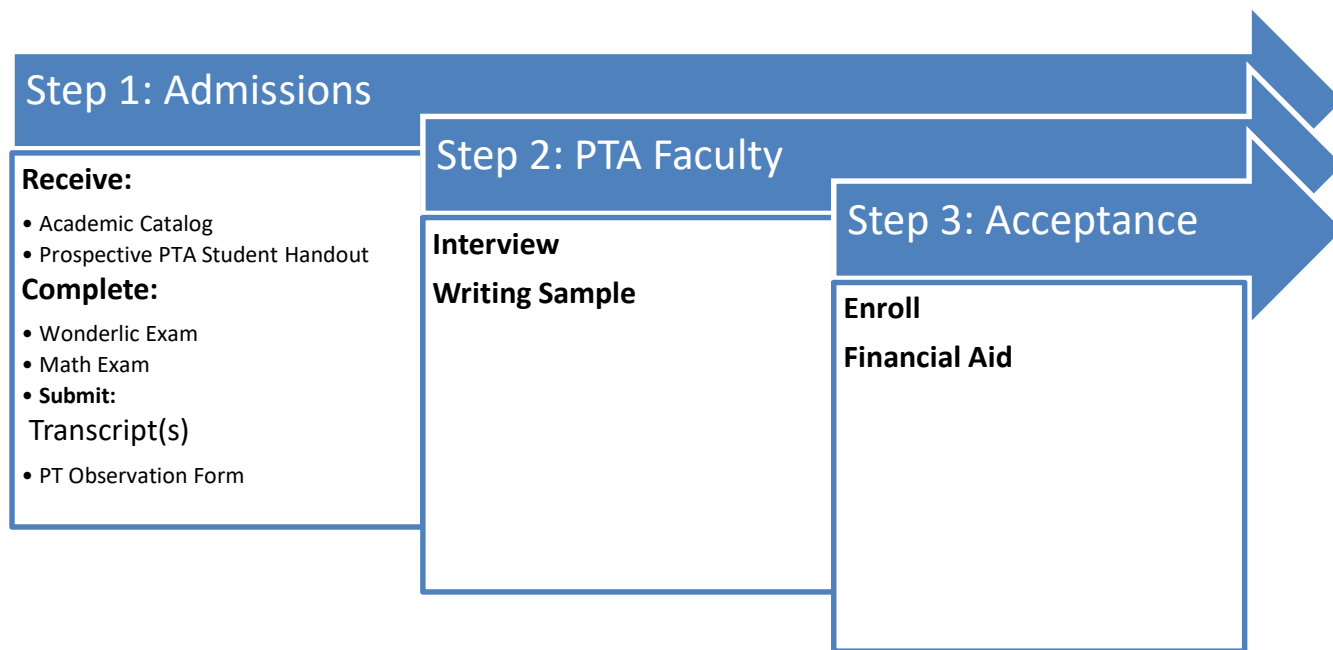 Step 1: Admissions
Receive:
• Academic Catalog
• Prospective PTA Student Handout
Complete:
• Wonderlic Exam
• Math Exam
• Submit:
Transcript(s)
• PT Observation Form
Step 2: PTA Faculty
Interview
Writing Sample
Step 3: Acceptance
Enroll
Financial Aid